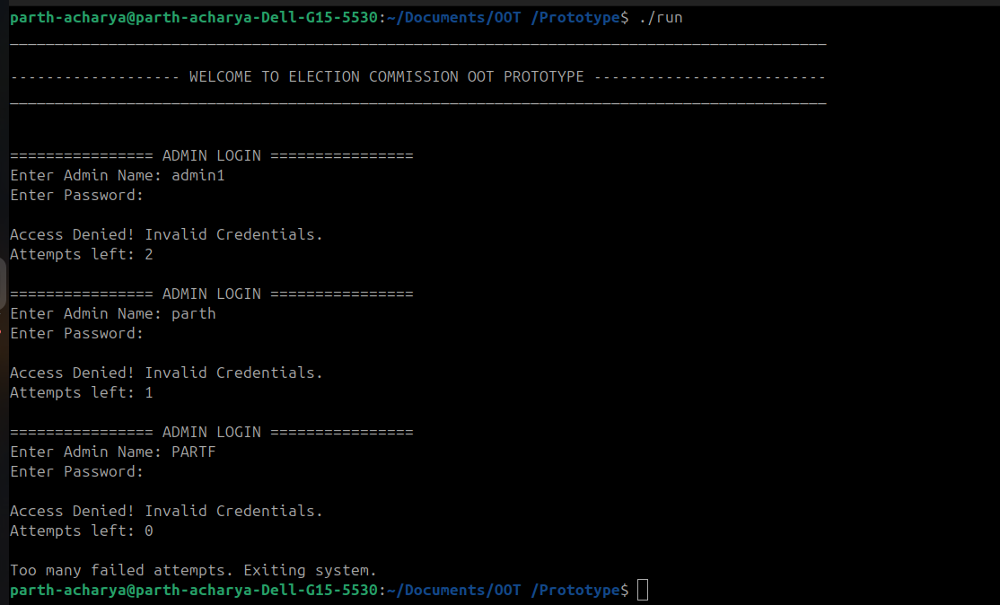 parth-acharya@parth-acharya-Dell-G15-5530:~/Documents/OOT /Prototype$ ./run
___________________________________________________________________________________________
------------------- WELCOME TO ELECTION COMMISSION OOT PROTOTYPE --------------------------
___________________________________________________________________________________________
================ ADMIN LOGIN ================
Enter Admin Name: admin1
Enter Password:
Access Denied! Invalid Credentials.
Attempts left: 2
================ ADMIN LOGIN ================
Enter Admin Name: parth
Enter Password:
Access Denied! Invalid Credentials.
Attempts left: 1
================ ADMIN LOGIN ================
Enter Admin Name: PARTF
Enter Password:
Access Denied! Invalid Credentials.
Attempts left: 0
Too many failed attempts. Exiting system.
parth-acharya@parth-acharya-Dell-G15-5530:~/Documents/OOT /Prototype$